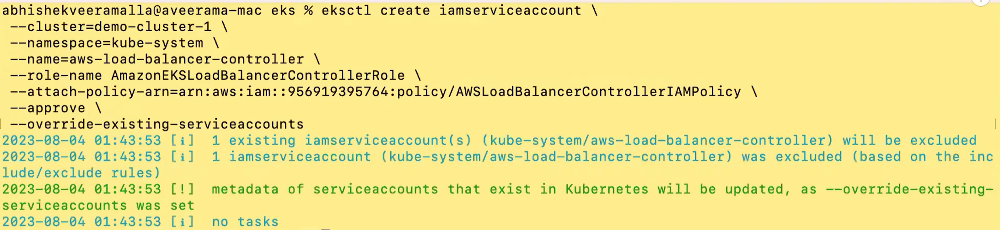 abhishekveeramalla@aveerama-mac eks % eksctl create iamserviceaccount \
--cluster=demo-cluster-1 \
--namespace=kube-system \
--name=aws-load-balancer-controller \
--role-name AmazonEKSLoadBalancerControllerRole \
--attach-policy-arn=arn:aws:iam::956919395764:policy/AWSLoadBalancerControllerIAMPolicy \
--approve \
--override-existing-serviceaccounts
2023-08-04 01:43:53 [ℹ]  1 existing iamserviceaccount(s) (kube-system/aws-load-balancer-controller) will be excluded
2023-08-04 01:43:53 [ℹ]  1 iamserviceaccount (kube-system/aws-load-balancer-controller) was excluded (based on the inc
lude/exclude rules)
2023-08-04 01:43:53 [!]  metadata of serviceaccounts that exist in Kubernetes will be updated, as --override-existing-
serviceaccounts was set
2023-08-04 01:43:53 [ℹ]  no tasks